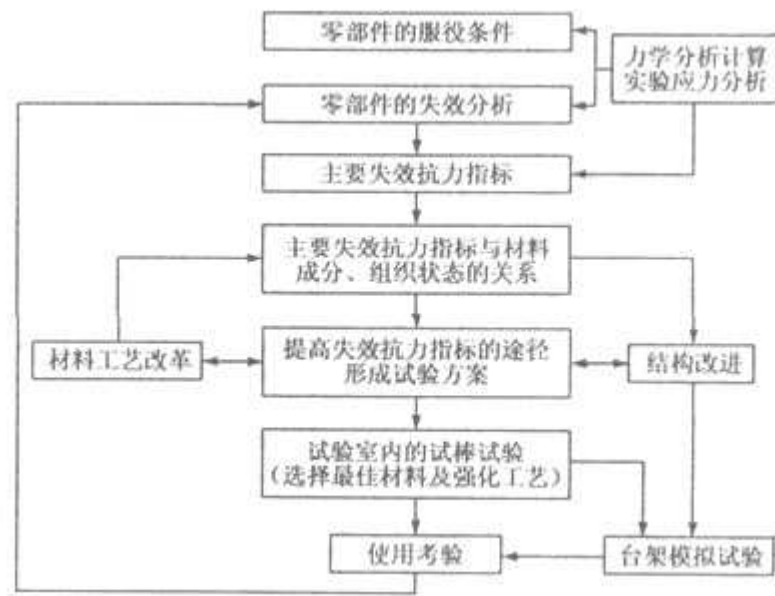 零部件的服役条件
力学分析计算
实验应力分析
零部件的失效分析
主要失效抗力指标
主要失效抗力指标与材料
成分、组织状态的关系
材料工艺改革
提高失效抗力指标的途径
形成试验方案
结构改进
试验室内的试棒试验
（选择最佳材料及强化工艺）
使用考验
台架模拟试验